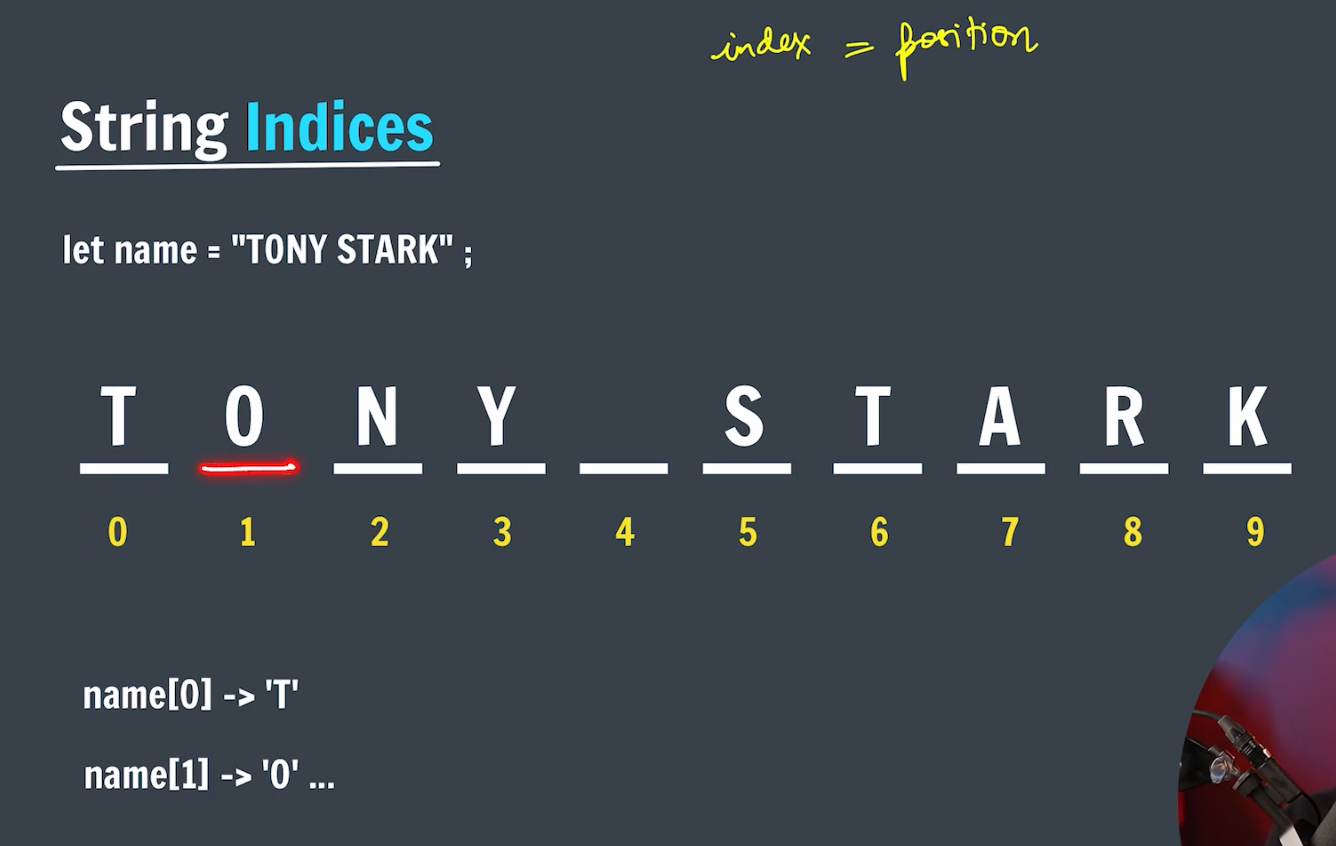 index = position
String Indices
let name = "TONY STARK" ;
T O N Y S T A R K
0 1 2 3 4 5 6 7 8 9
name[0] -> 'T'
name[1] -> 'O' ...